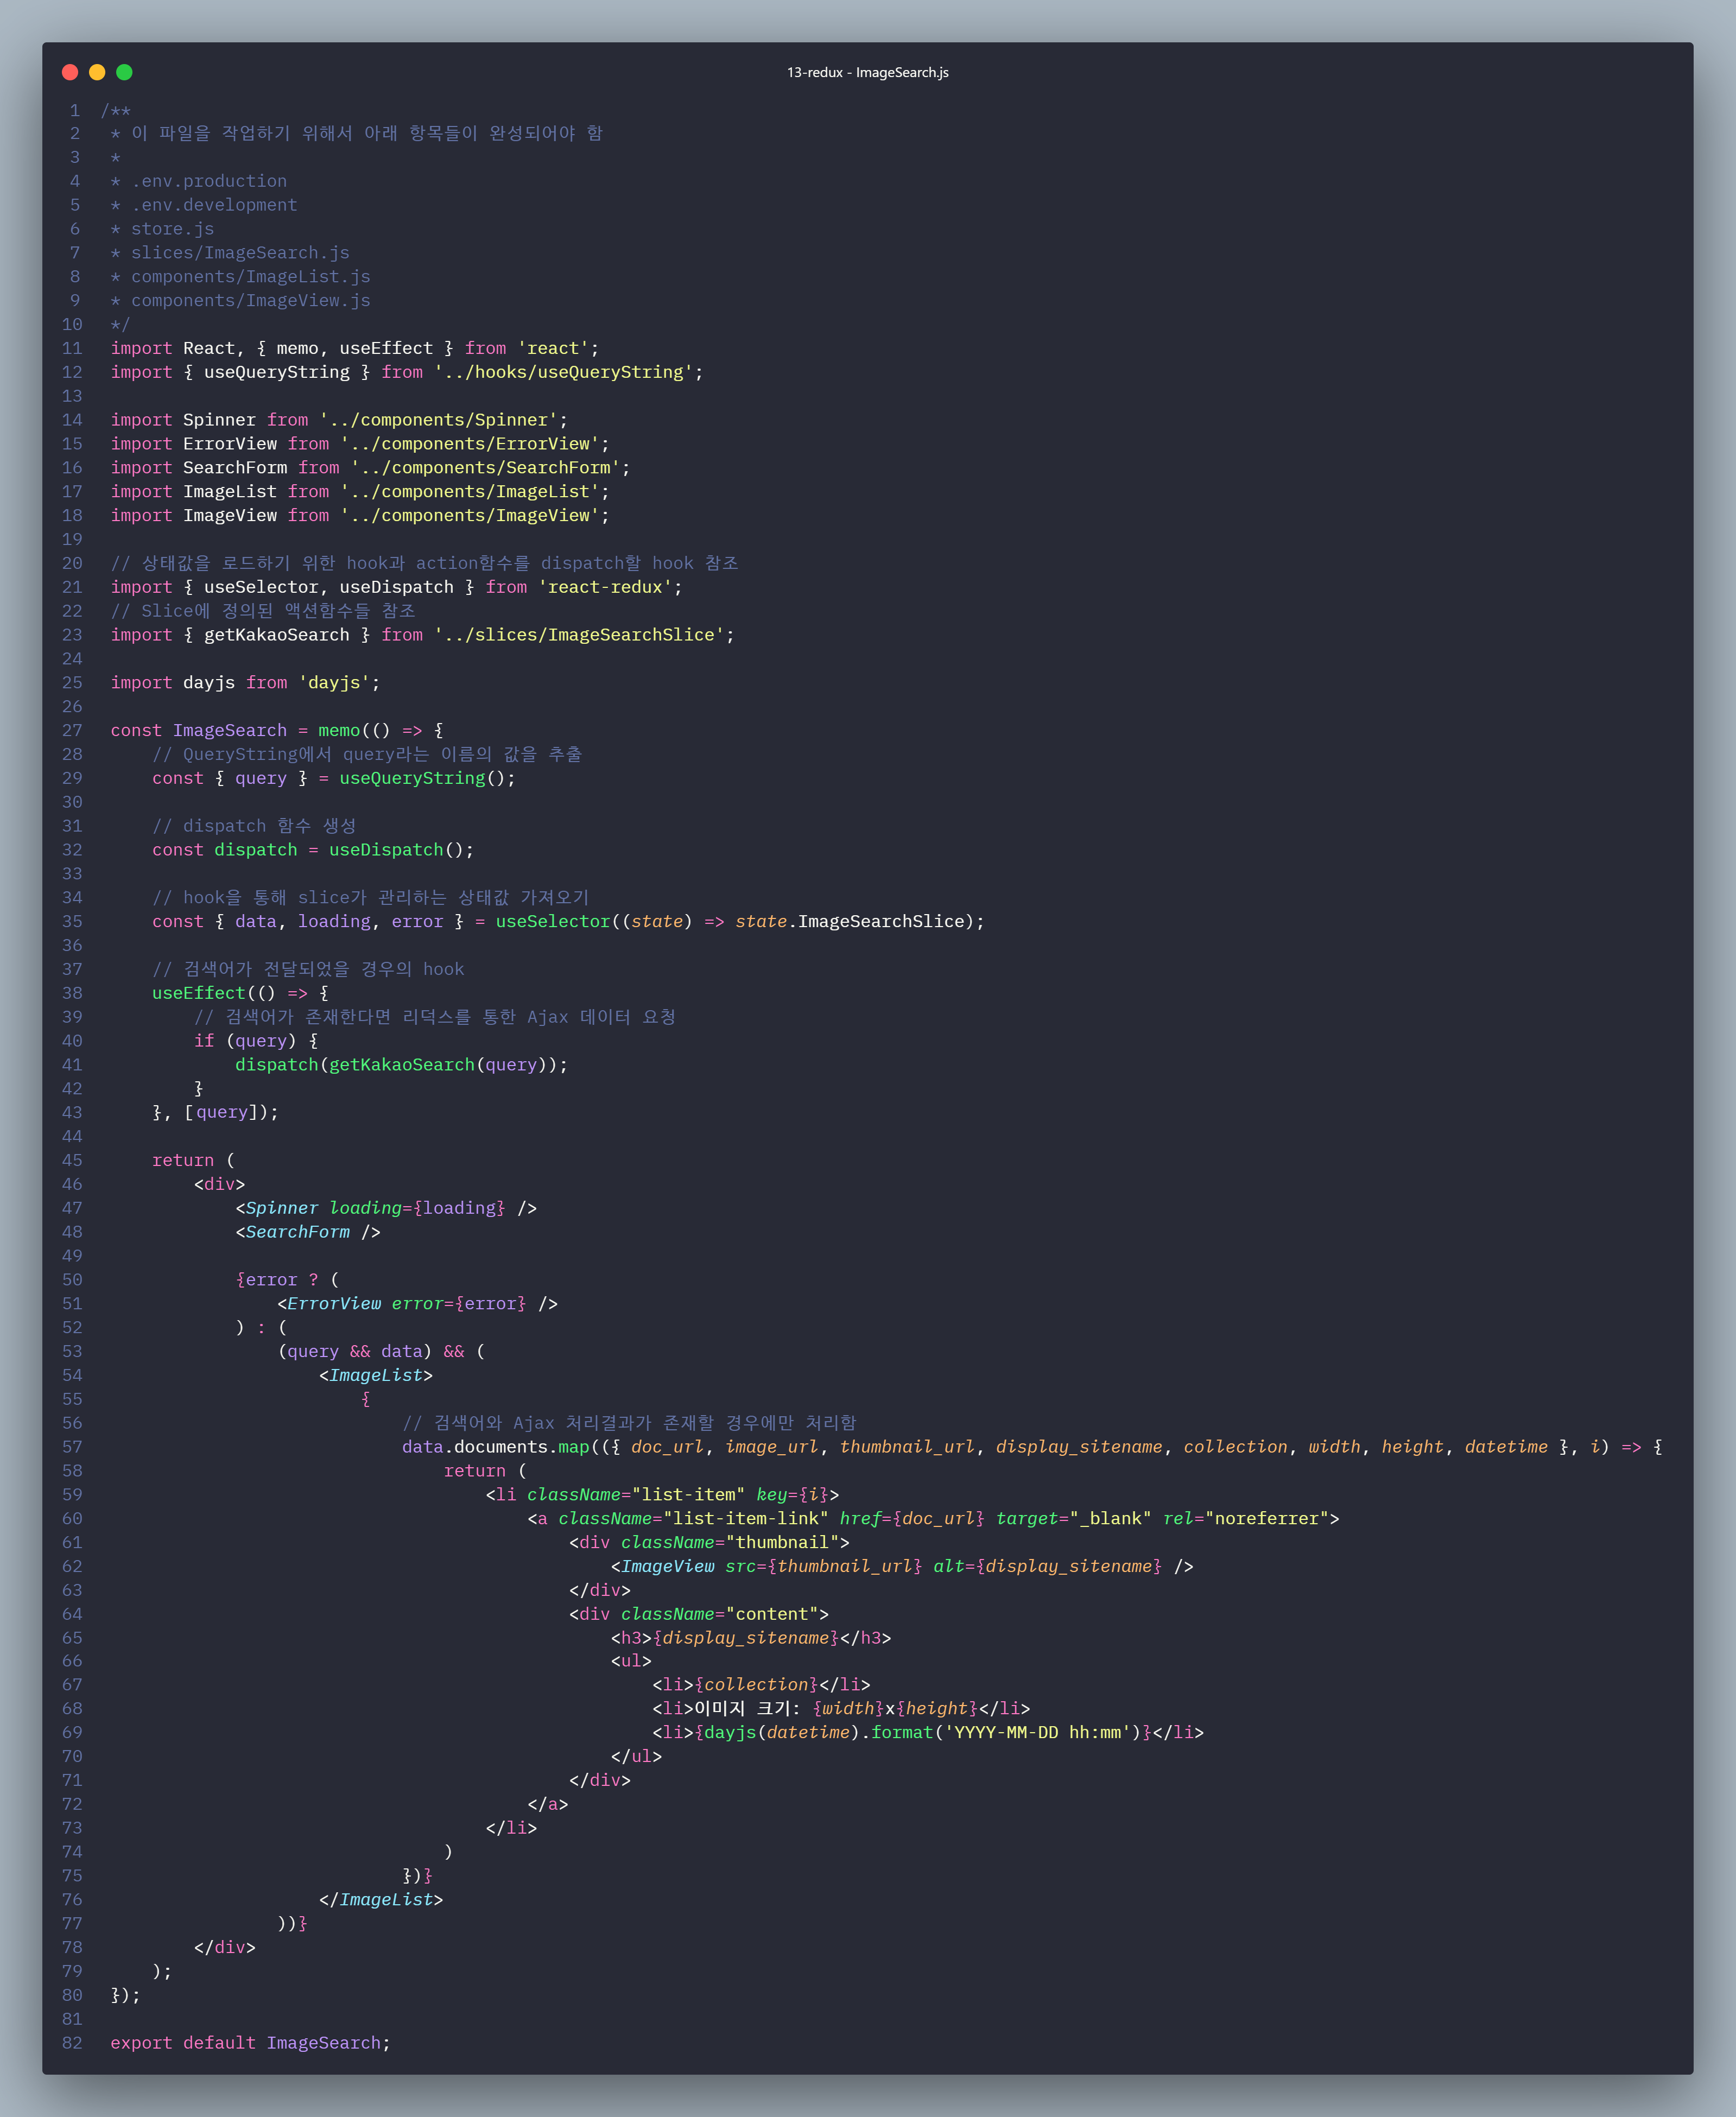 13-redux - ImageSearch.js
1 /**
2  * 이 파일을 작업하기 위해서 아래 항목들이 완성되어야 함
3  *
4  * .env.production
5  * .env.development
6  * store.js
7  * slices/ImageSearch.js
8  * components/ImageList.js
9  * components/ImageView.js
10  */
11 import React, { memo, useEffect } from 'react';
12 import { useQueryString } from '../hooks/useQueryString';
13
14 import Spinner from '../components/Spinner';
15 import ErrorView from '../components/ErrorView';
16 import SearchForm from '../components/SearchForm';
17 import ImageList from '../components/ImageList';
18 import ImageView from '../components/ImageView';
19
20 // 상태값을 로드하기 위한 hook과 action함수를 dispatch할 hook 참조
21 import { useSelector, useDispatch } from 'react-redux';
22 // Slice에 정의된 액션함수들 참조
23 import { getKakaoSearch } from '../slices/ImageSearchSlice';
24
25 import dayjs from 'dayjs';
26
27 const ImageSearch = memo(() => {
28     // QueryString에서 query라는 이름의 값을 추출
29     const { query } = useQueryString();
30
31     // dispatch 함수 생성
32     const dispatch = useDispatch();
33
34     // hook을 통해 slice가 관리하는 상태값 가져오기
35     const { data, loading, error } = useSelector((state) => state.ImageSearchSlice);
36
37     // 검색어가 전달되었을 경우의 hook
38     useEffect(() => {
39         // 검색어가 존재한다면 리덕스를 통한 Ajax 데이터 요청
40         if (query) {
41             dispatch(getKakaoSearch(query));
42         }
43     }, [query]);
44
45     return (
46         <div>
47             <Spinner loading={loading} />
48             <SearchForm />
49
50             {error ? (
51                 <ErrorView error={error} />
52             ) : (
53                 (query && data) && (
54                     <ImageList>
55                         {
56                             // 검색어와 Ajax 처리결과가 존재할 경우에만 처리함
57                             data.documents.map(({ doc_url, image_url, thumbnail_url, display_sitename, collection, width, height, datetime }, i) => {
58                                 return (
59                                     <li className="list-item" key={i}>
60                                         <a className="list-item-link" href={doc_url} target="_blank" rel="noreferrer">
61                                             <div className="thumbnail">
62                                                 <ImageView src={thumbnail_url} alt={display_sitename} />
63                                             </div>
64                                             <div className="content">
65                                                 <h3>{display_sitename}</h3>
66                                                 <ul>
67                                                     <li>{collection}</li>
68                                                     <li>이미지 크기: {width}x{height}</li>
69                                                     <li>{dayjs(datetime).format('YYYY-MM-DD hh:mm')}</li>
70                                                 </ul>
71                                             </div>
72                                         </a>
73                                     </li>
74                                 )
75                             })}
76                     </ImageList>
77                 ))}
78         </div>
79     );
80 });
81
82 export default ImageSearch;